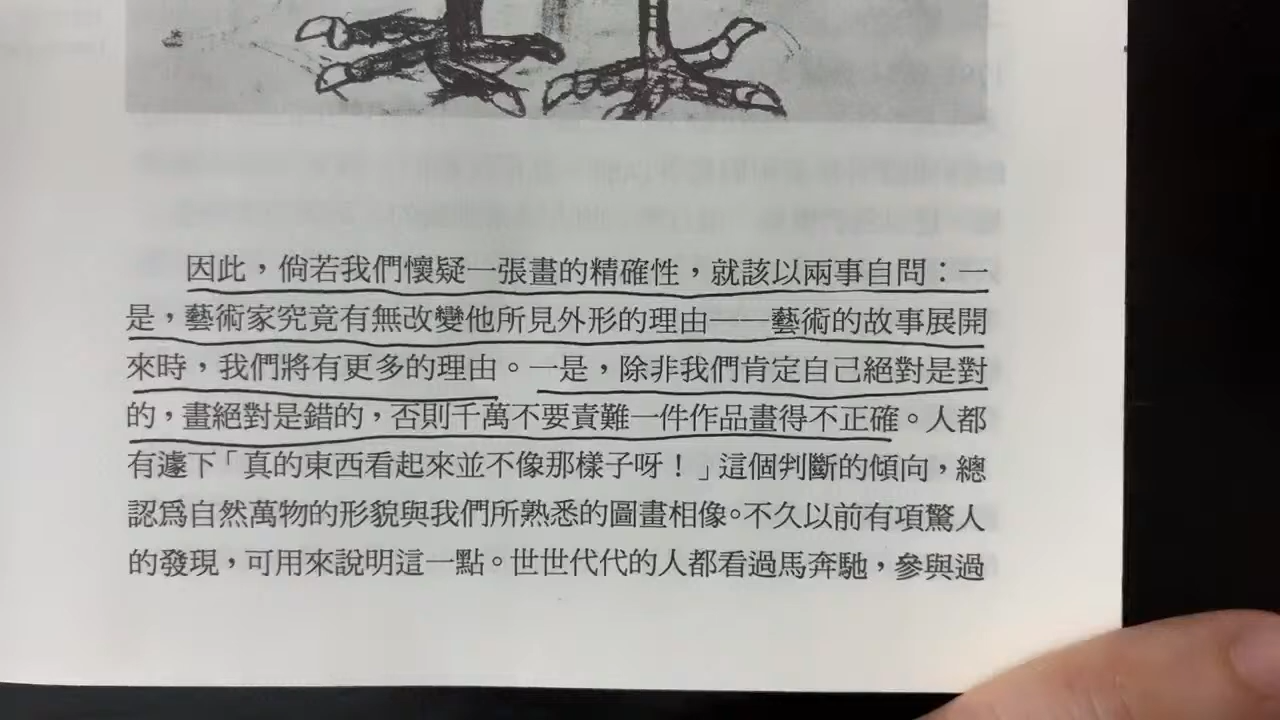 因此，倘若我們懷疑一張畫的精確性，就該以兩事自問：一
是，藝術家究竟有無改變他所見外形的理由——藝術的故事展開
來時，我們將有更多的理由。一是，除非我們肯定自己絕對是對
的，畫絕對是錯的，否則千萬不要責難一件作品畫得不正確。人都
有遽下「真的東西看起來並不像那樣子呀！」這個判斷的傾向，總
認爲自然萬物的形貌與我們所熟悉的圖畫相像。不久以前有項驚人
的發現，可用來說明這一點。世世代代的人都看過馬奔馳，參與過